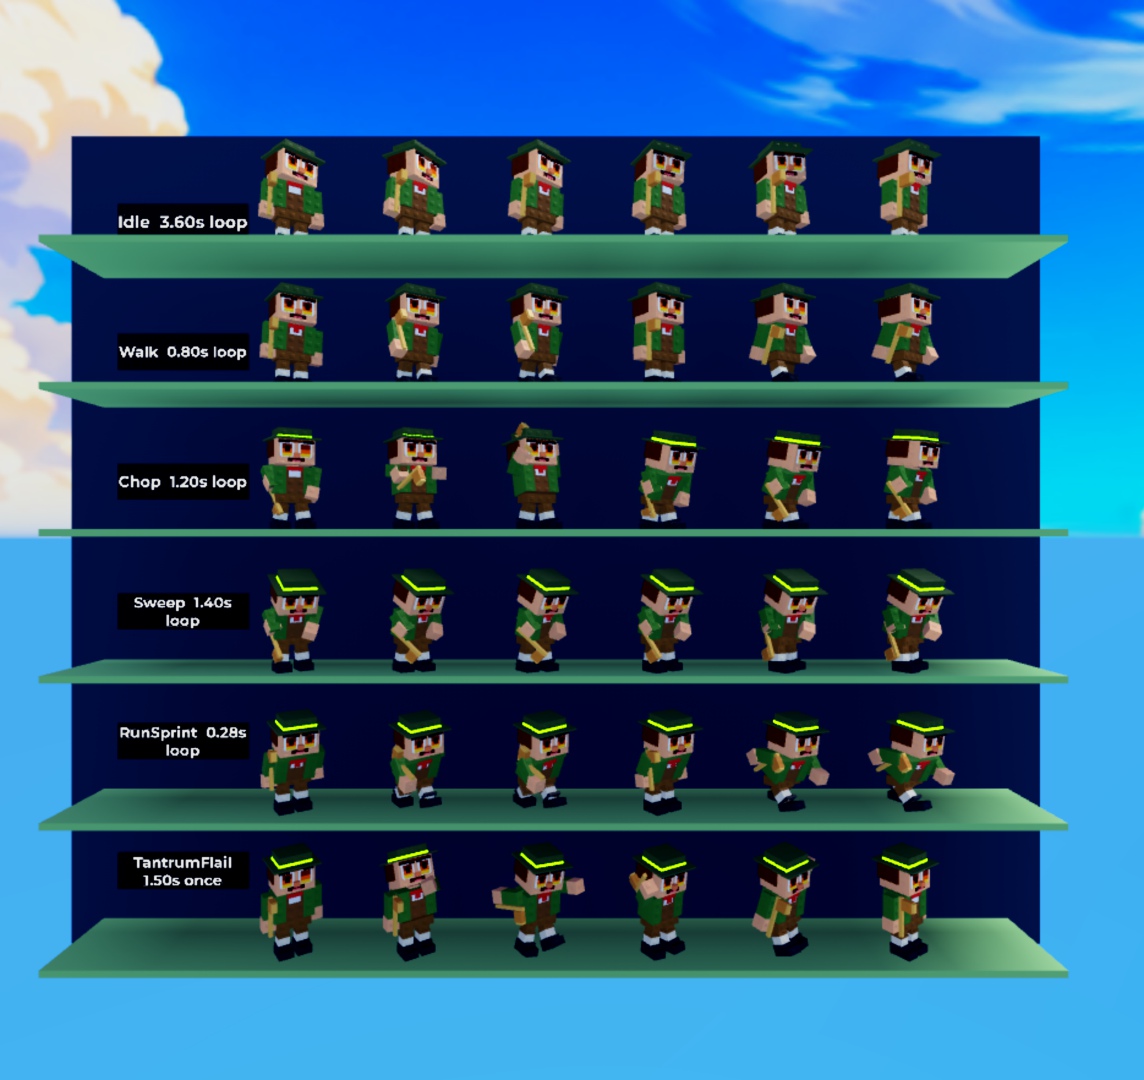 Idle 3.60s loop
Walk 0.80s loop
Chop 1.20s loop
Sweep 1.40s
loop
RunSprint 0.28s
loop
TantrumFlail
1.50s once